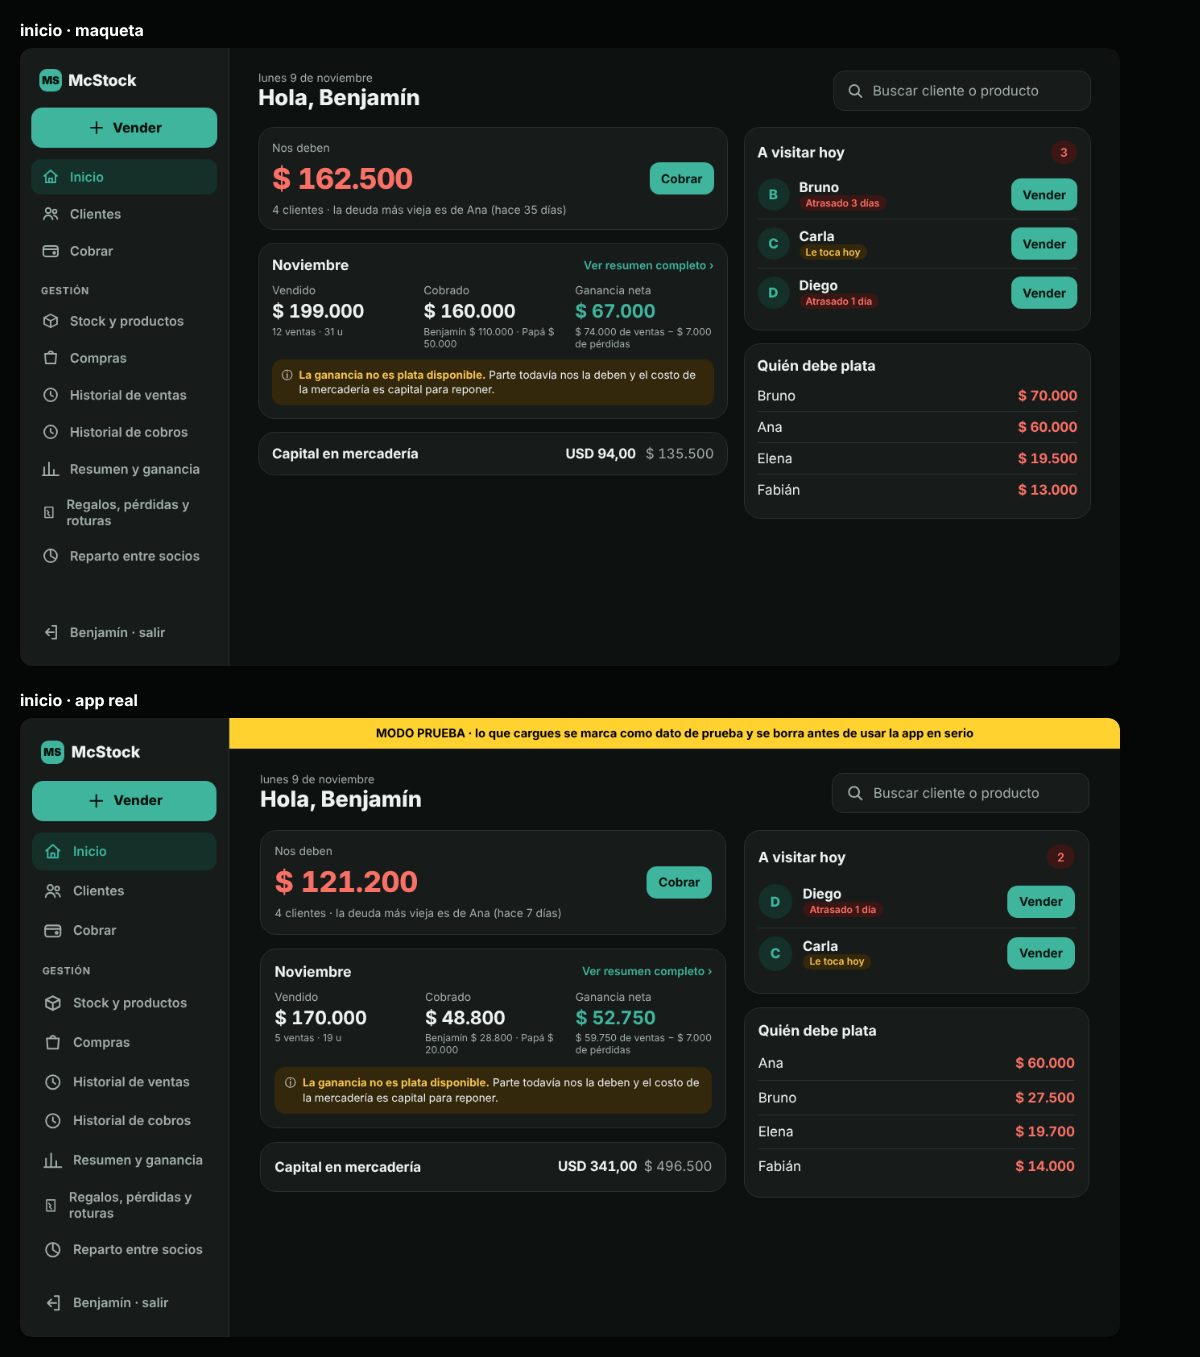 inicio · maqueta
MS McStock
+ Vender
Inicio
Clientes
Cobrar
GESTIÓN
Stock y productos
Compras
Historial de ventas
Historial de cobros
Resumen y ganancia
Regalos, pérdidas y
roturas
Reparto entre socios
Benjamín · salir
lunes 9 de noviembre
Hola, Benjamín
Buscar cliente o producto
Nos deben
$ 162.500
Cobrar
4 clientes · la deuda más vieja es de Ana (hace 35 días)
Noviembre
Ver resumen completo ›
Vendido
$ 199.000
12 ventas · 31 u
Cobrado
$ 160.000
Benjamín $ 110.000 · Papá $
50.000
Ganancia neta
$ 67.000
$ 74.000 de ventas − $ 7.000
de pérdidas
La ganancia no es plata disponible. Parte todavía nos la deben y el costo de
la mercadería es capital para reponer.
Capital en mercadería
USD 94,00 $ 135.500
A visitar hoy
3
B
Bruno
Atrasado 3 días
Vender
C
Carla
Le toca hoy
Vender
D
Diego
Atrasado 1 día
Vender
Quién debe plata
Bruno $ 70.000
Ana $ 60.000
Elena $ 19.500
Fabián $ 13.000
inicio · app real
MS McStock
+ Vender
Inicio
Clientes
Cobrar
GESTIÓN
Stock y productos
Compras
Historial de ventas
Historial de cobros
Resumen y ganancia
Regalos, pérdidas y
roturas
Reparto entre socios
Benjamín · salir
MODO PRUEBA · lo que cargues se marca como dato de prueba y se borra antes de usar la app en serio
lunes 9 de noviembre
Hola, Benjamín
Buscar cliente o producto
Nos deben
$ 121.200
Cobrar
4 clientes · la deuda más vieja es de Ana (hace 7 días)
Noviembre
Ver resumen completo ›
Vendido
$ 170.000
5 ventas · 19 u
Cobrado
$ 48.800
Benjamín $ 28.800 · Papá $
20.000
Ganancia neta
$ 52.750
$ 59.750 de ventas − $ 7.000
de pérdidas
La ganancia no es plata disponible. Parte todavía nos la deben y el costo de
la mercadería es capital para reponer.
Capital en mercadería
USD 341,00 $ 496.500
A visitar hoy
2
D
Diego
Atrasado 1 día
Vender
C
Carla
Le toca hoy
Vender
Quién debe plata
Ana $ 60.000
Bruno $ 27.500
Elena $ 19.700
Fabián $ 14.000